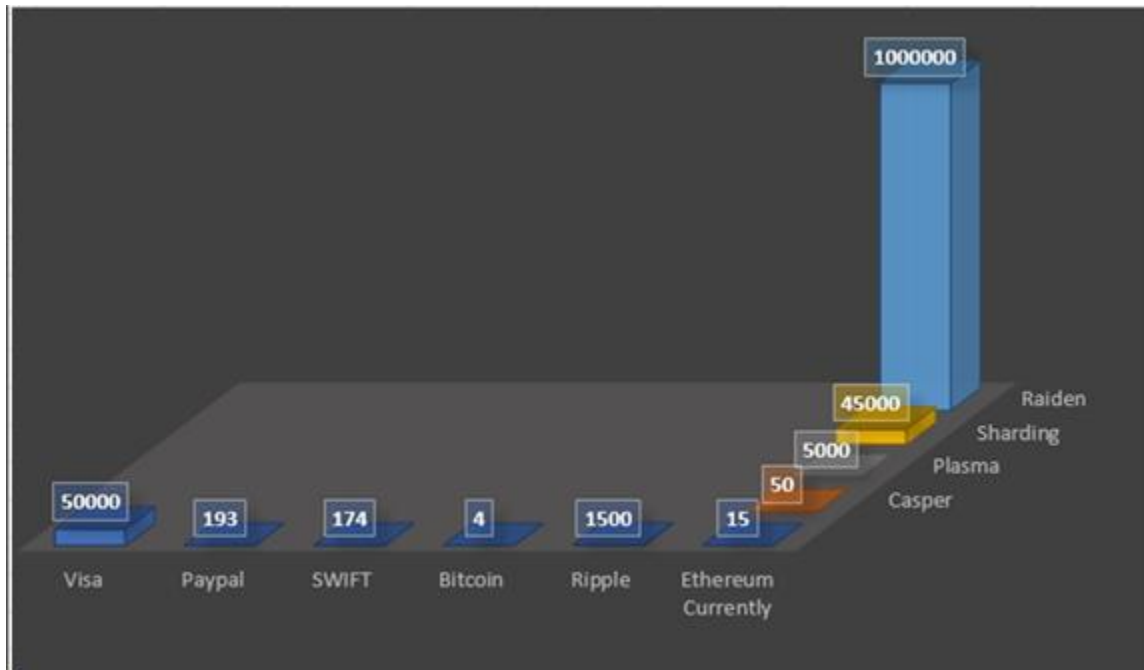 1000000
45000
5000
50
50000
193
174
4
1500
15
Raiden
Sharding
Plasma
Casper
Visa
Paypal
SWIFT
Bitcoin
Ripple
Ethereum
Currently